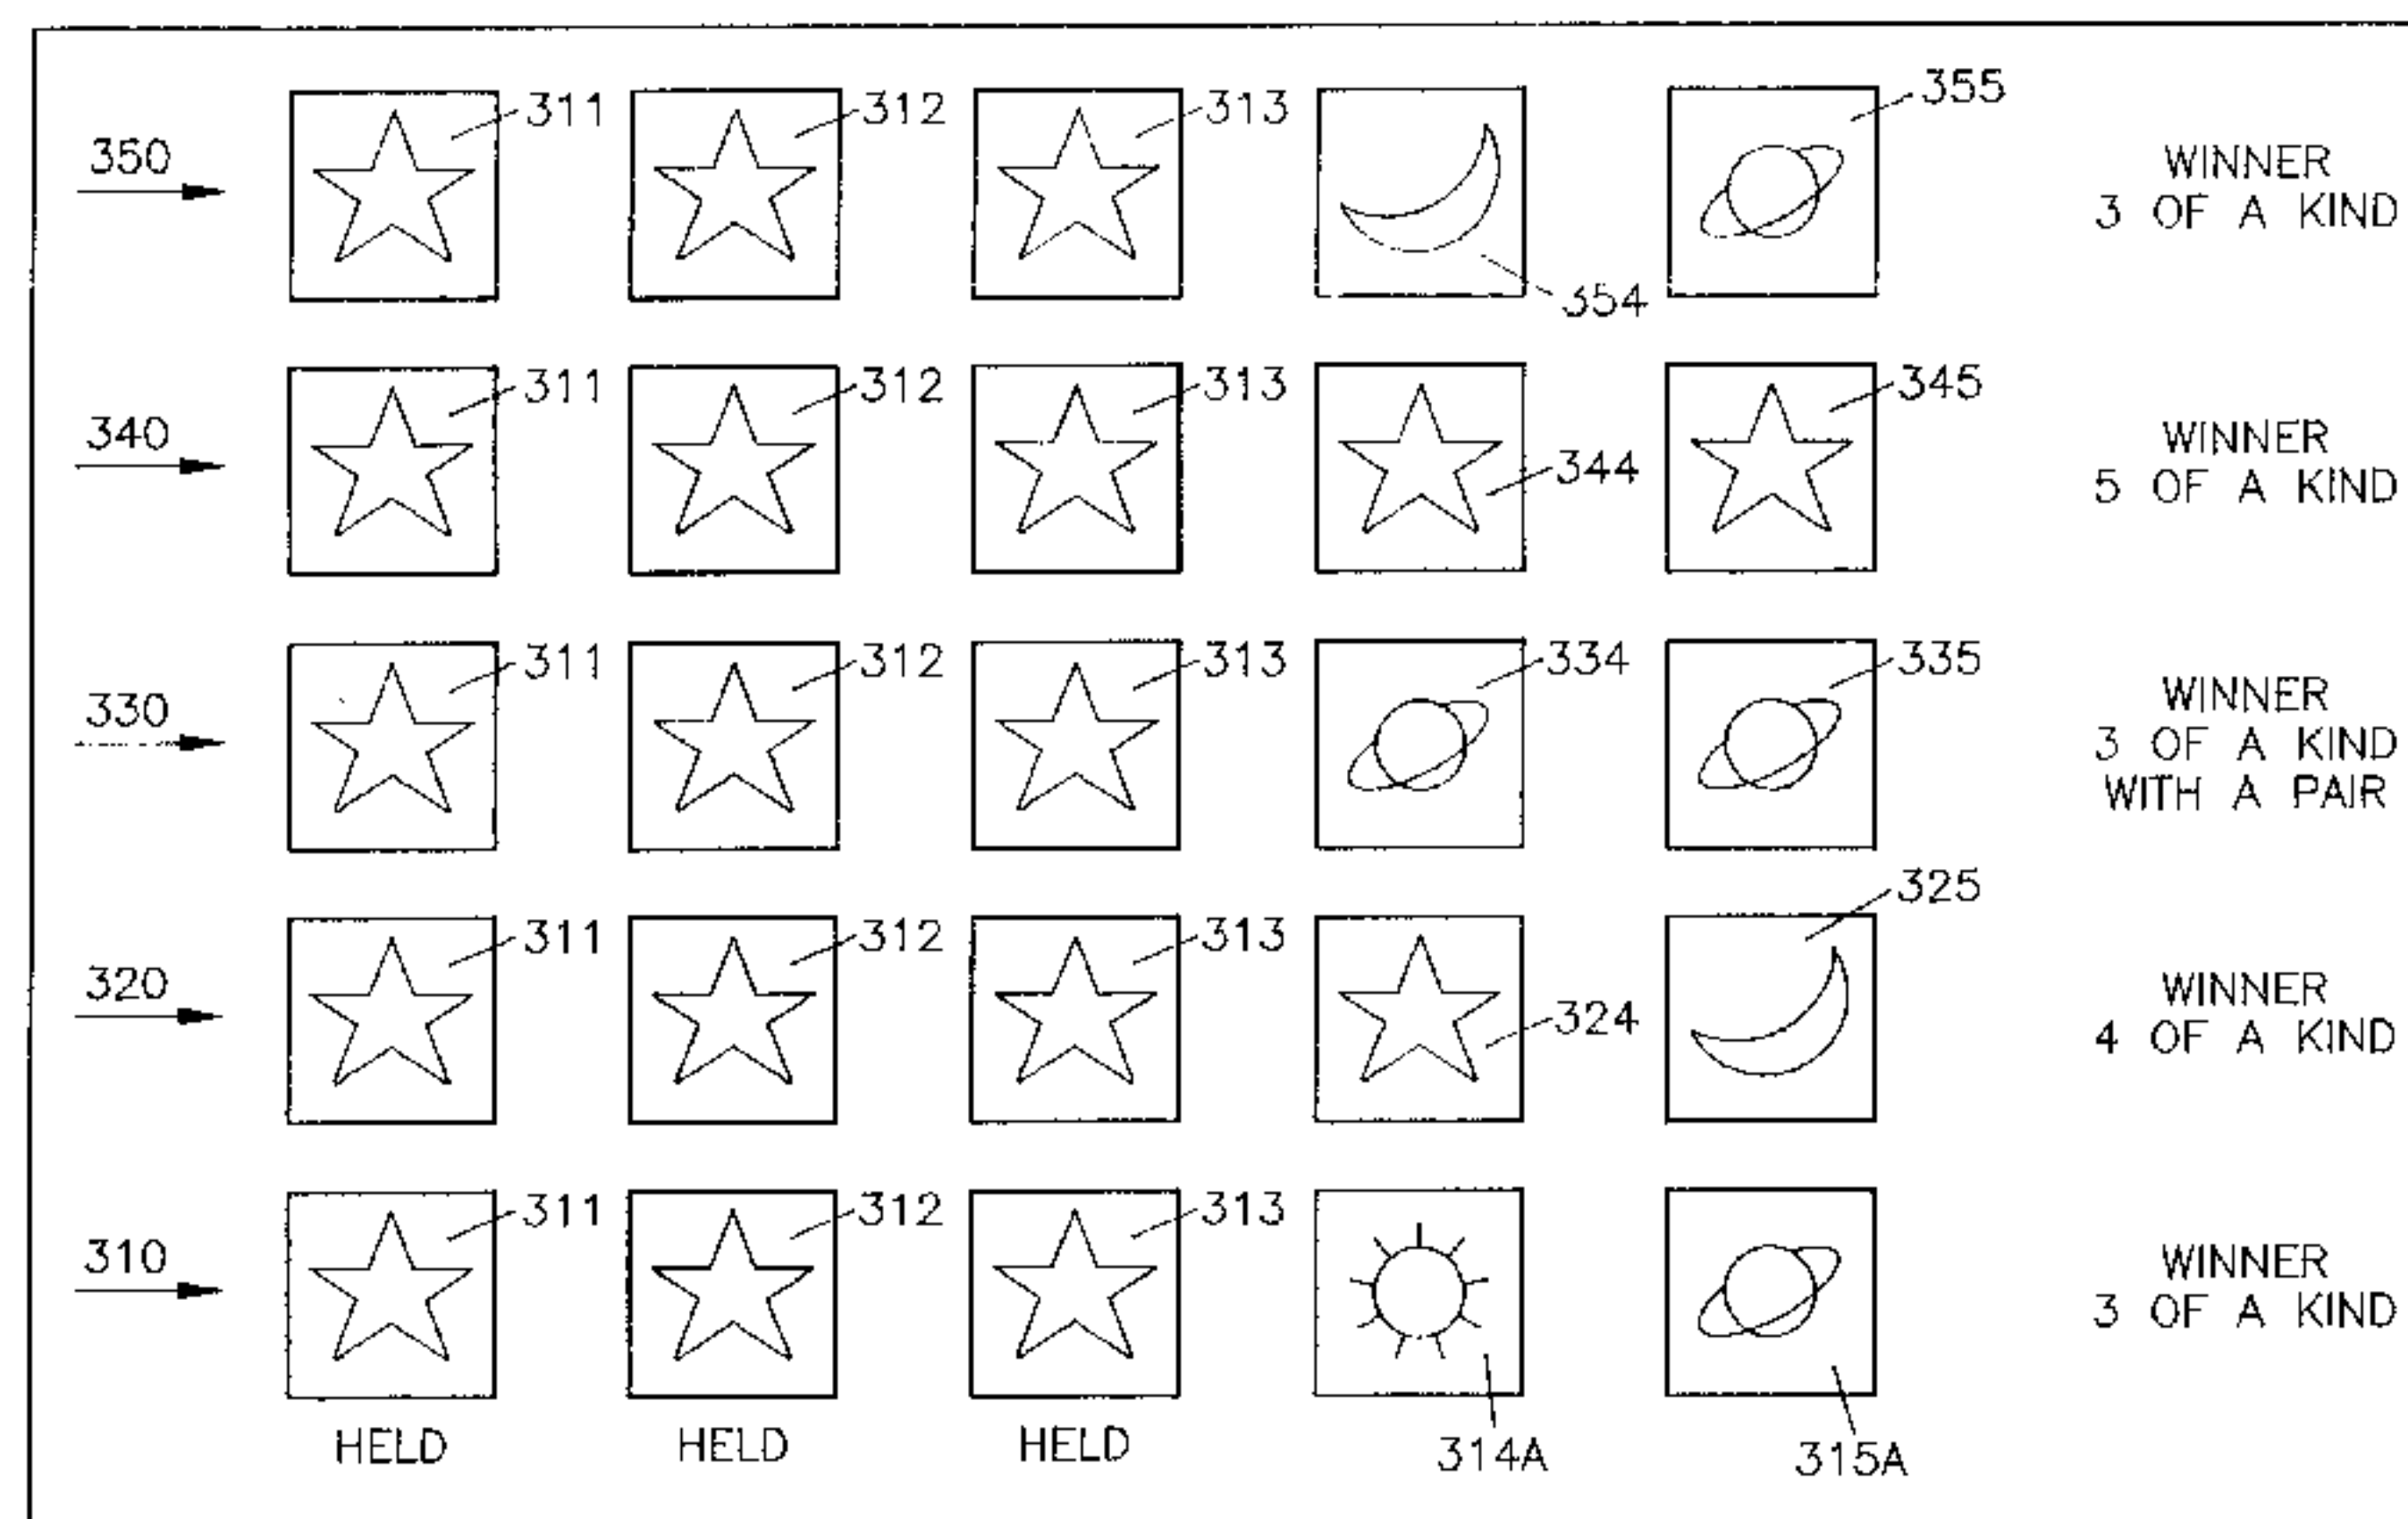 311 312 313 355
350 WINNER
3 OF A KIND
354
311 312 313 345
340 WINNER
344 5 OF A KIND
311 312 313 334 335
330 WINNER
3 OF A KIND
WITH A PAIR
325
311 312 313
320 WINNER
324 4 OF A KIND
311 312 313
310 WINNER
3 OF A KIND
HELD HELD HELD 314A 315A